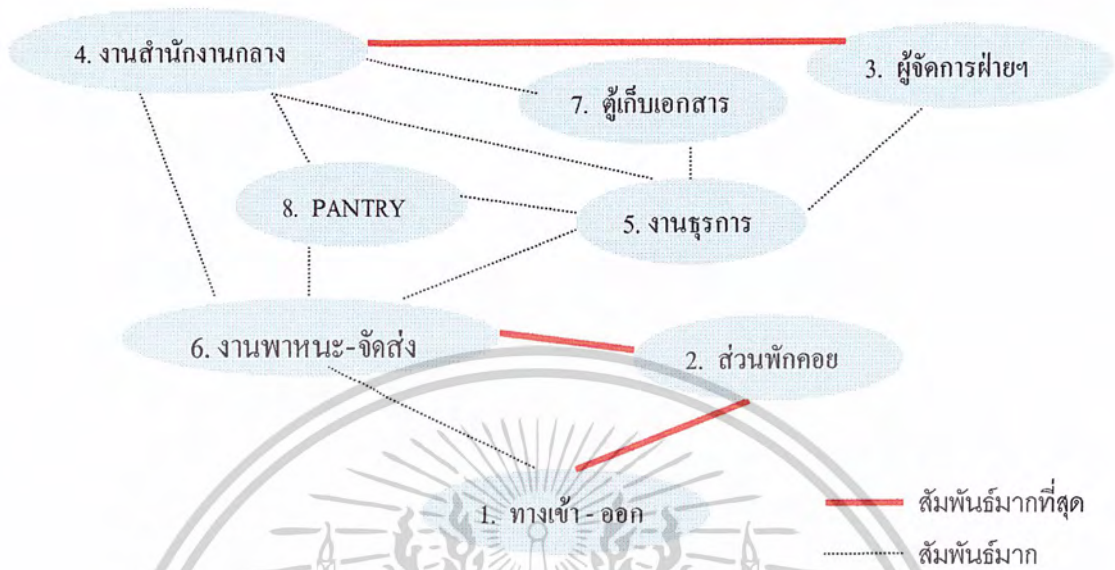 4. งานสำนักงานกลาง
3. ผู้จัดการฝ่ายฯ
7. ตู้เก็บเอกสาร
8. PANTRY
5. งานธุรการ
6. งานพาหนะ-จัดส่ง
2. ส่วนพักคอย
1. ทางเข้า - ออก
สัมพันธ์มากที่สุด
สัมพันธ์มาก